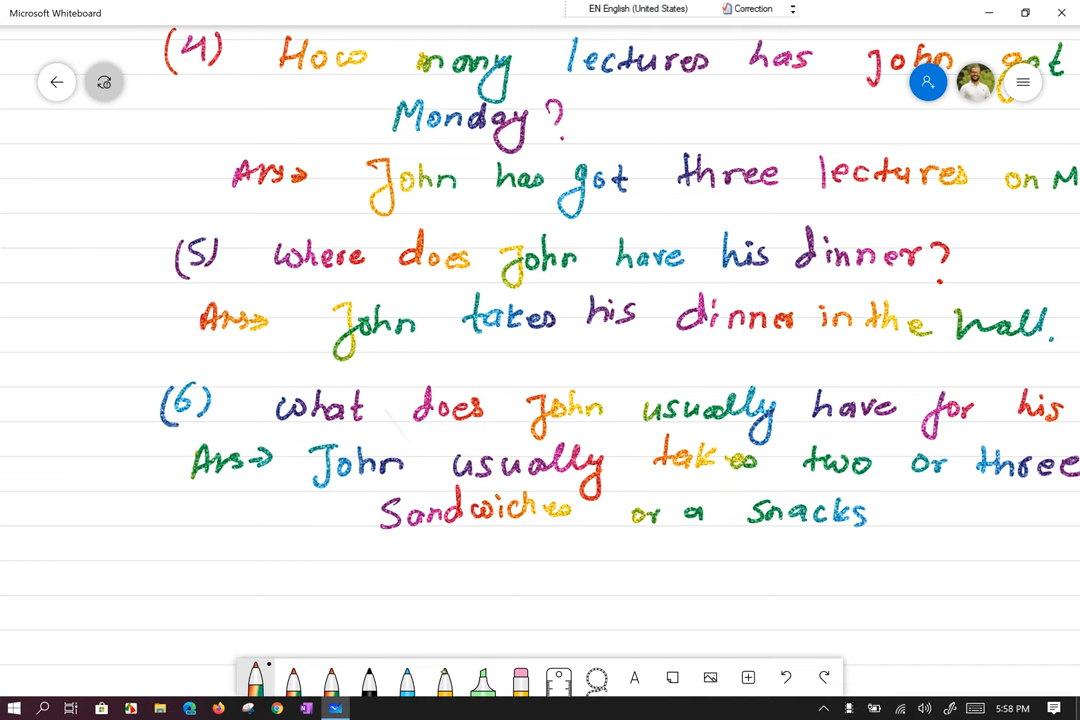 Microsoft Whiteboard
EN English (United States) Correction
(4) How many lectures has john got
Monday?
Ans⇒ John has got three lectures on M
(5) where does john have his dinner?
Ans⇒ John takes his dinner in the hall.
(6) what does john usually have for his
Ans⇒ John usually takes two or three
Sandwiches or a snacks
A
5:58 PM